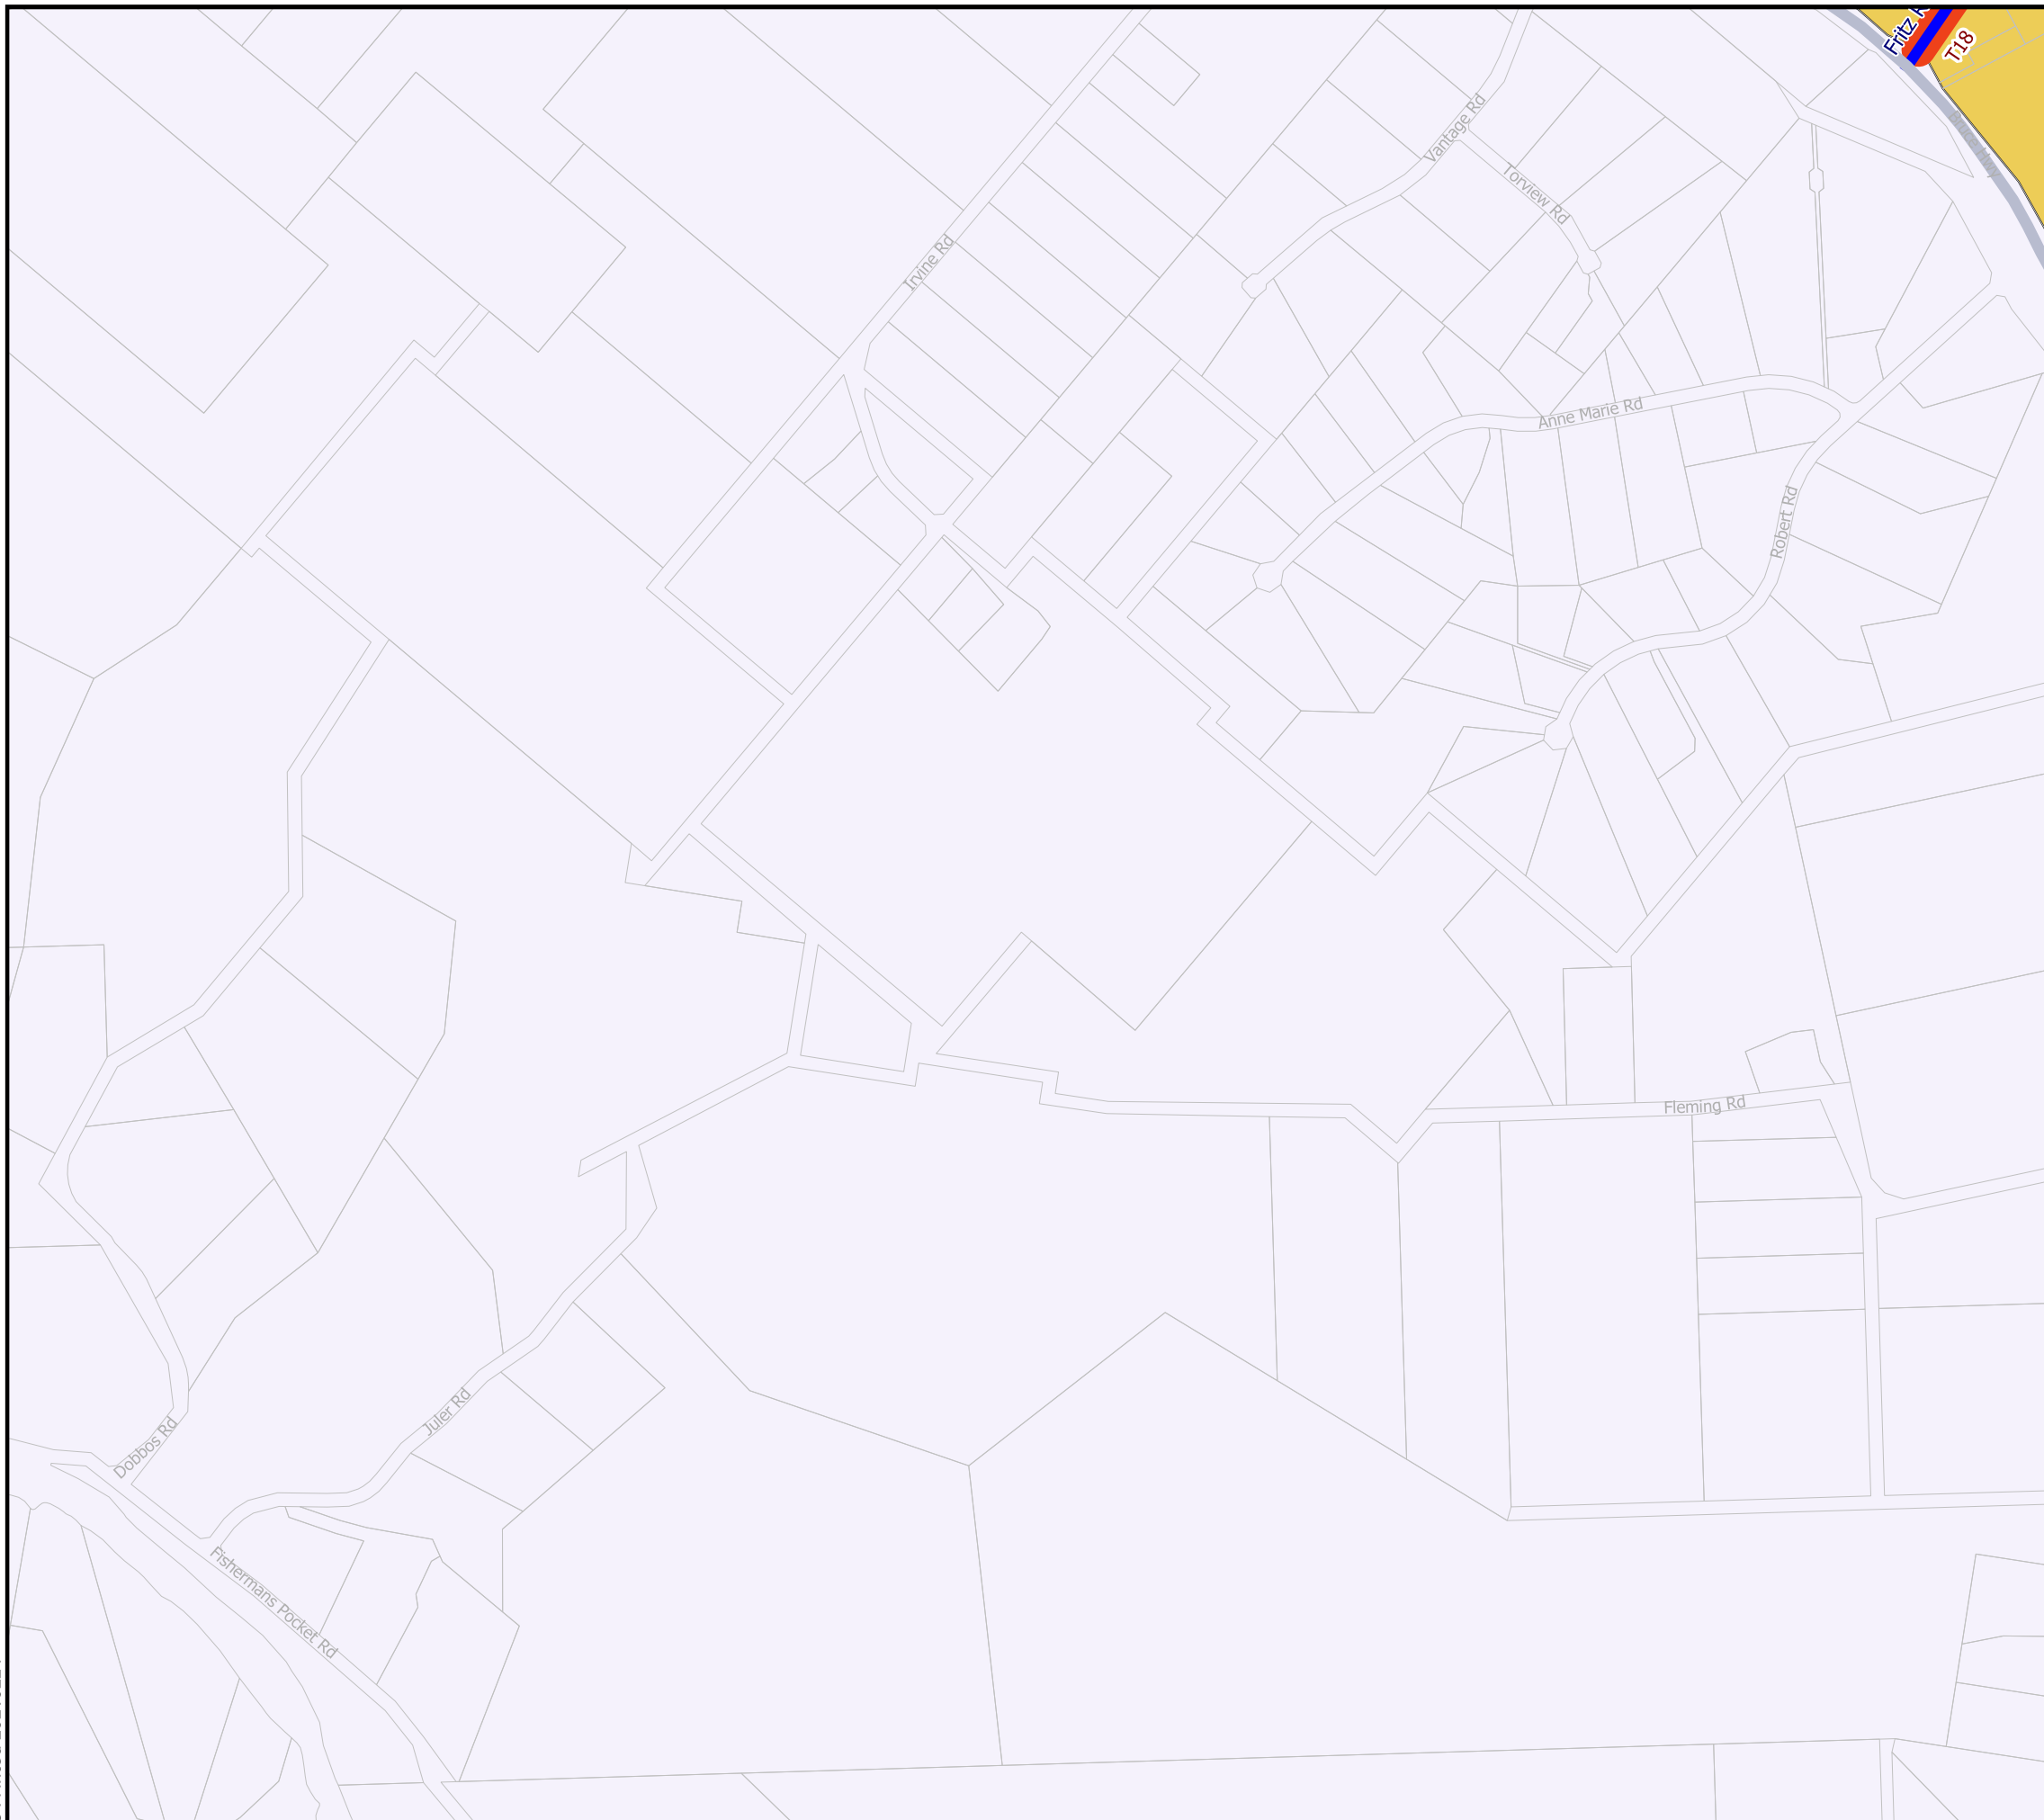 T18
Vantage Rd
Torview Rd
Irvine Rd
Anne Marie Rd
Robert Rd
Fleming Rd
Juler Rd
Dobbos Rd
Fishermans Pocket Rd